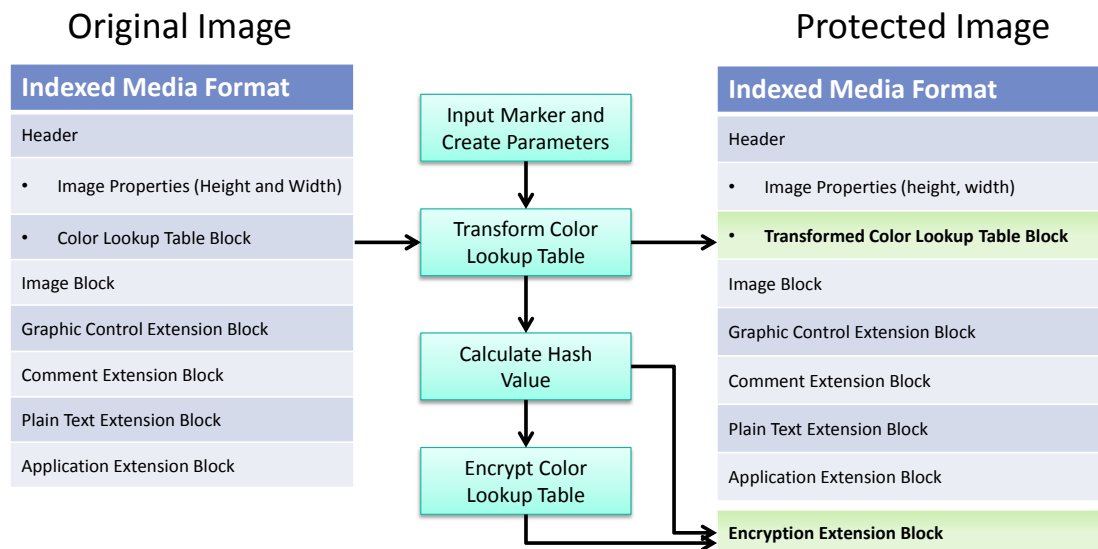 Original Image
Indexed Media Format
Header
• Image Properties (Height and Width)
• Color Lookup Table Block
Image Block
Graphic Control Extension Block
Comment Extension Block
Plain Text Extension Block
Application Extension Block
Input Marker and
Create Parameters
Transform Color
Lookup Table
Calculate Hash
Value
Encrypt Color
Lookup Table
Protected Image
Indexed Media Format
Header
• Image Properties (height, width)
• Transformed Color Lookup Table Block
Image Block
Graphic Control Extension Block
Comment Extension Block
Plain Text Extension Block
Application Extension Block
Encryption Extension Block